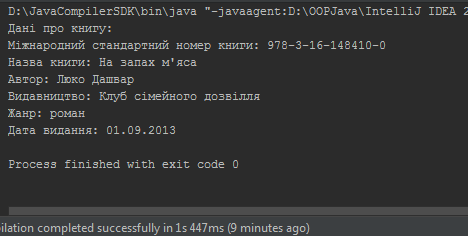 D:\JavaCompilerSDK\bin\java "-javaagent:D:\OOPJava\IntelliJ IDEA 2
Дані про книгу:
Міжнародний стандартний номер книги: 978-3-16-148410-0
Назва книги: На запах м'яса
Автор: Люко Дашвар
Видавництво: Клуб сімейного дозвілля
Жанр: роман
Дата видання: 01.09.2013
Process finished with exit code 0
pilation completed successfully in 1s 447ms (9 minutes ago)